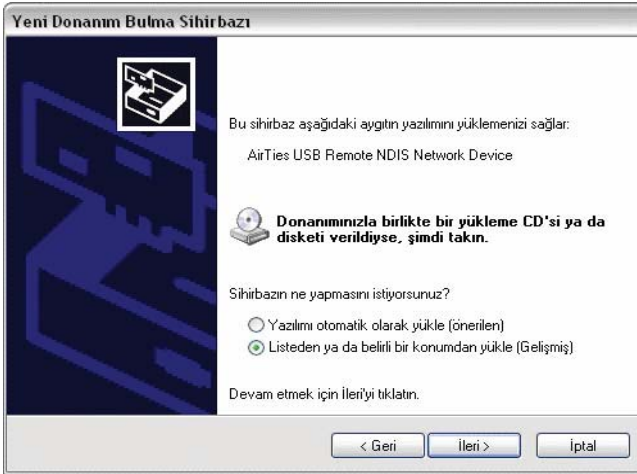 Yeni Donanım Bulma Sihirbazı
Bu sihirbaz aşağıdaki aygıtın yazılımını yüklemenizi sağlar:
AirTies USB Remote NDIS Network Device
Donanımınızla birlikte bir yükleme CD'si ya da
disketi verildiyse, şimdi takın.
Sihirbazın ne yapmasını istiyorsunuz?
Yazılımı otomatik olarak yükle (önerilen)
Listeden ya da belirli bir konumdan yükle (Gelişmiş)
Devam etmek için İleri'yi tıklatın.
< Geri İleri > İptal